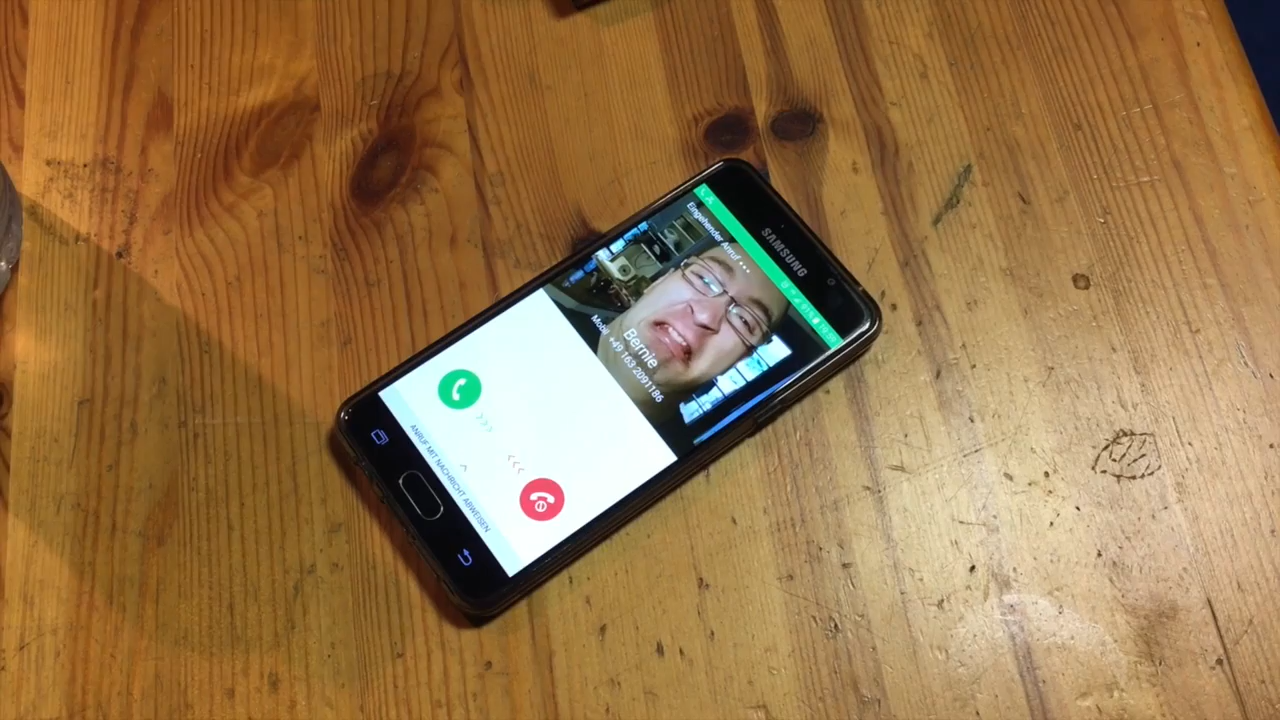 SAMSUNG
Eingehender Anruf ...
Bernie
Mobil +49 163 2091186
ANRUF MIT NACHRICHT ABWEISEN